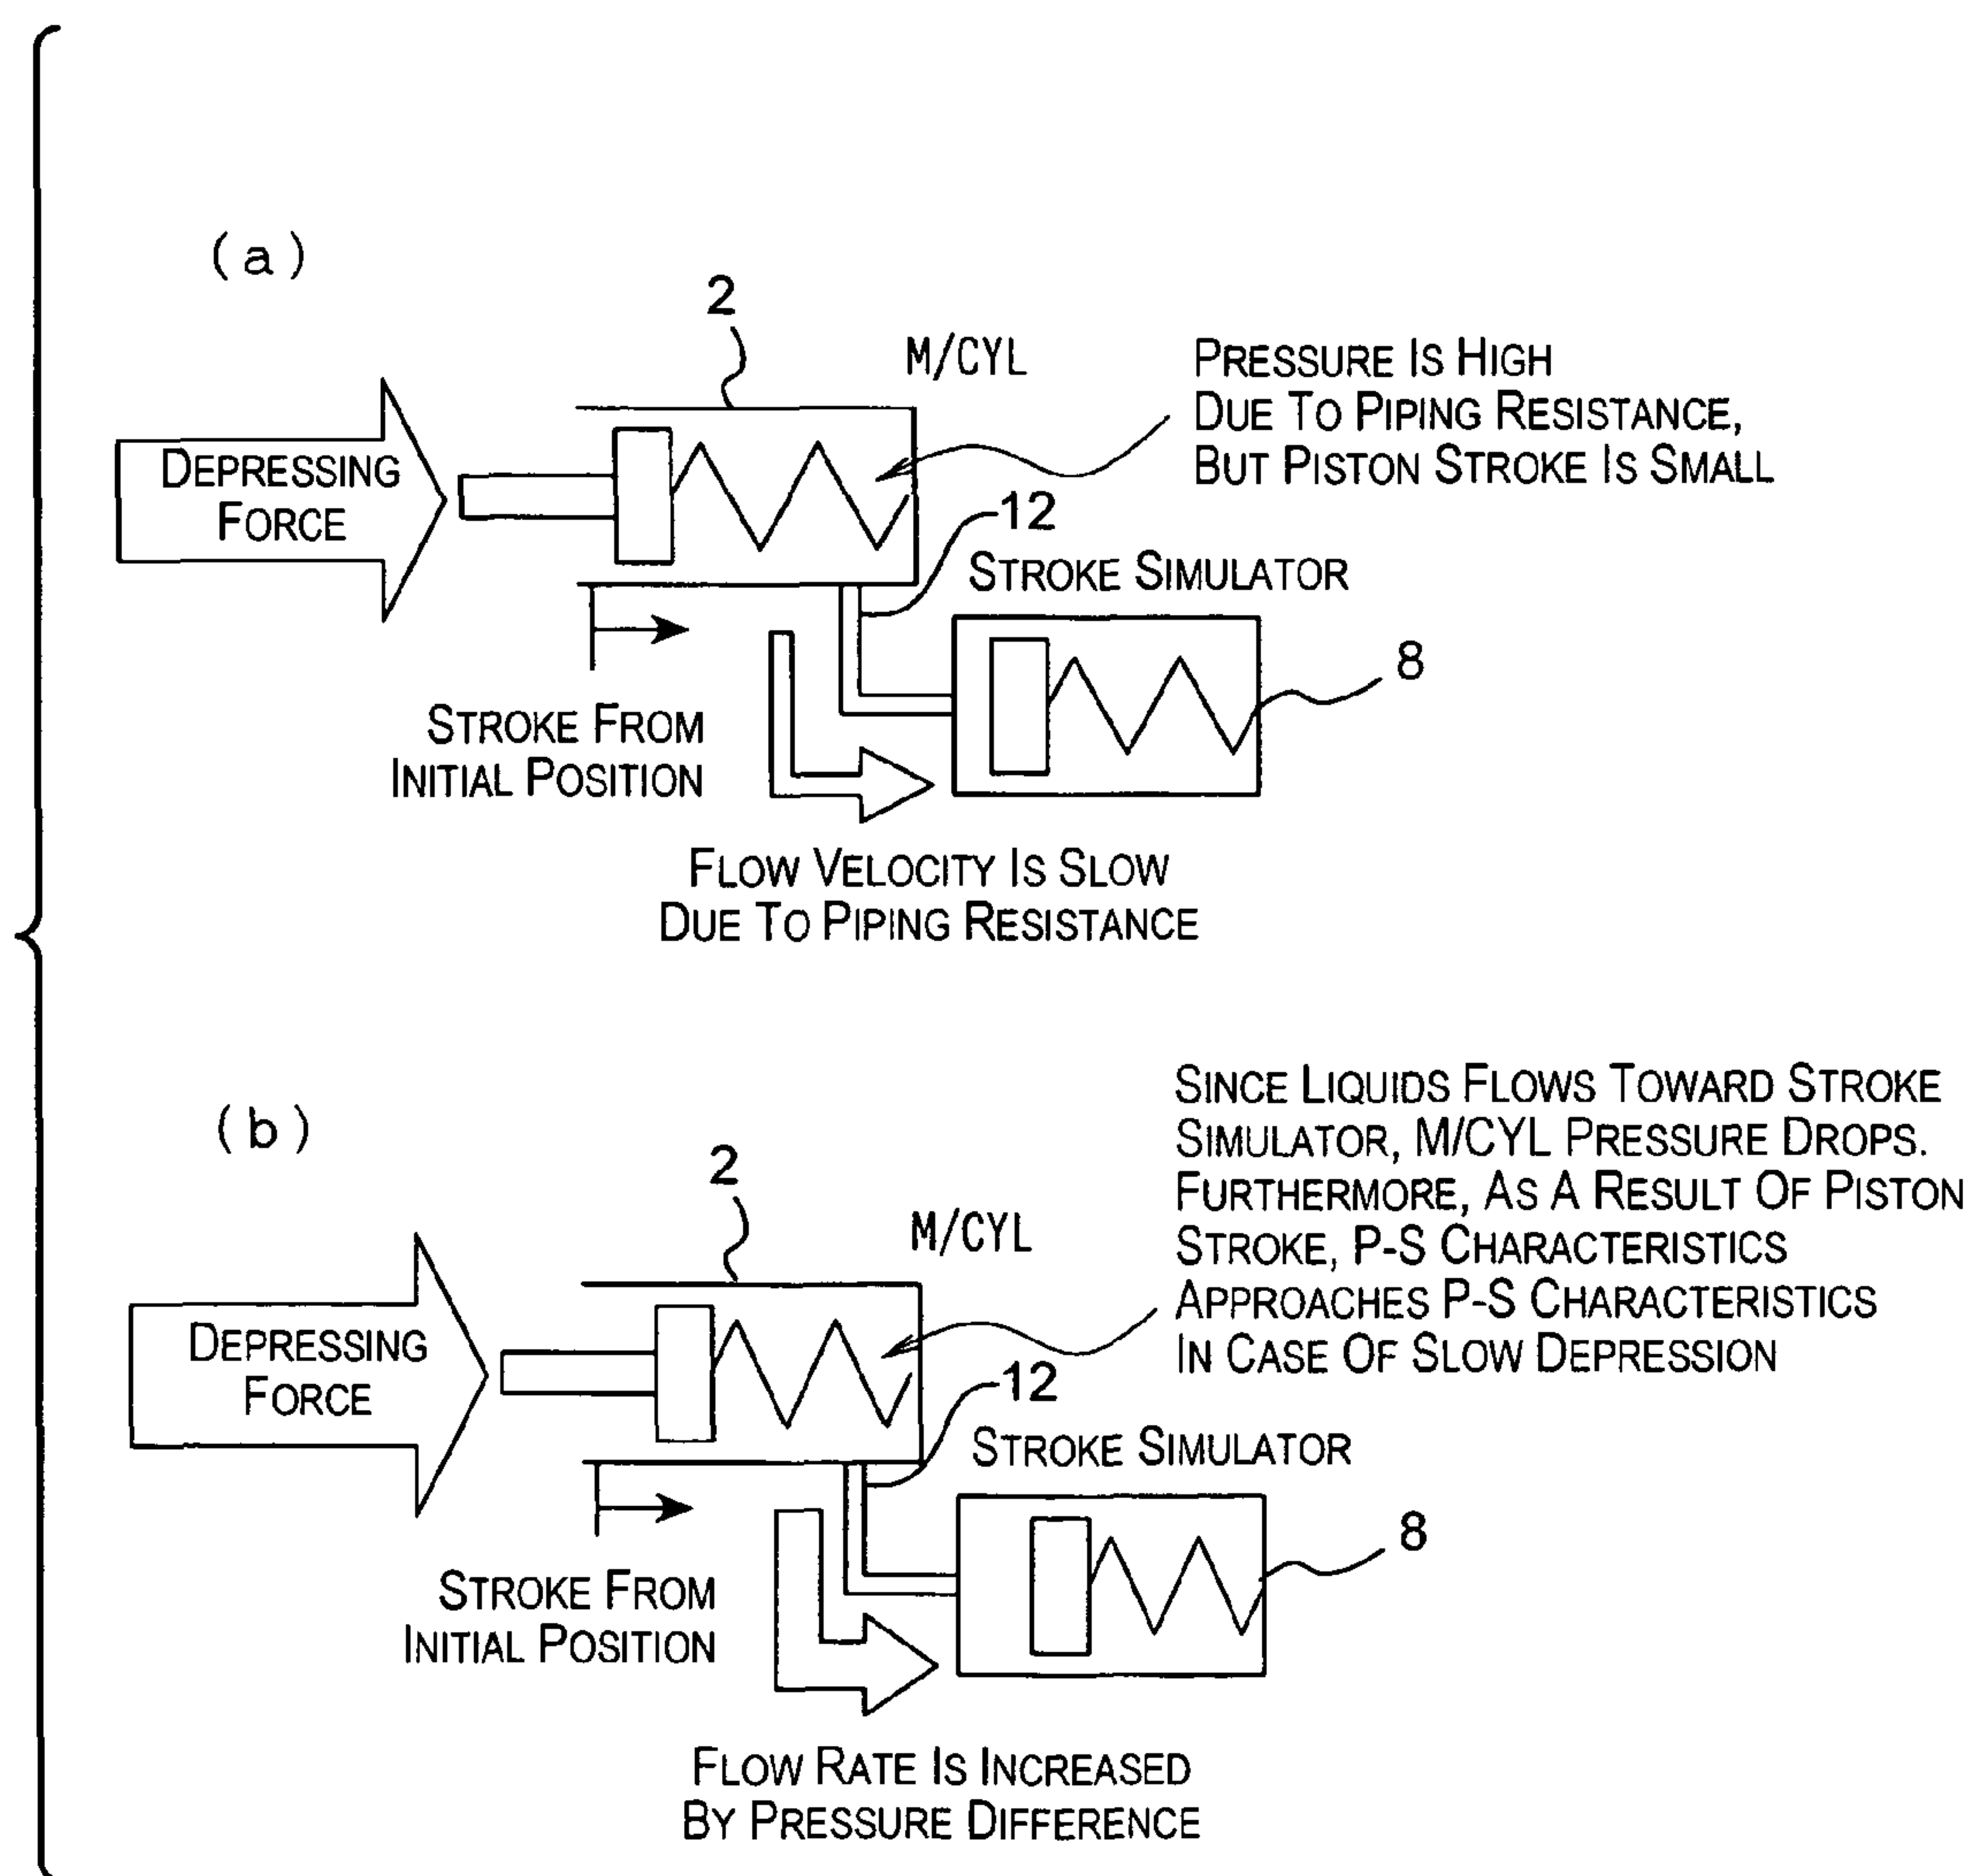 (a)
2
M/CYL
PRESSURE IS HIGH
DUE TO PIPING RESISTANCE,
BUT PISTON STROKE IS SMALL
DEPRESSING
FORCE
12
STROKE SIMULATOR
8
STROKE FROM
INITIAL POSITION
FLOW VELOCITY IS SLOW
DUE TO PIPING RESISTANCE
(b)
2
M/CYL
SINCE LIQUIDS FLOWS TOWARD STROKE
SIMULATOR, M/CYL PRESSURE DROPS.
FURTHERMORE, AS A RESULT OF PISTON
STROKE, P-S CHARACTERISTICS
APPROACHES P-S CHARACTERISTICS
IN CASE OF SLOW DEPRESSION
DEPRESSING
FORCE
12
STROKE SIMULATOR
8
STROKE FROM
INITIAL POSITION
FLOW RATE IS INCREASED
BY PRESSURE DIFFERENCE